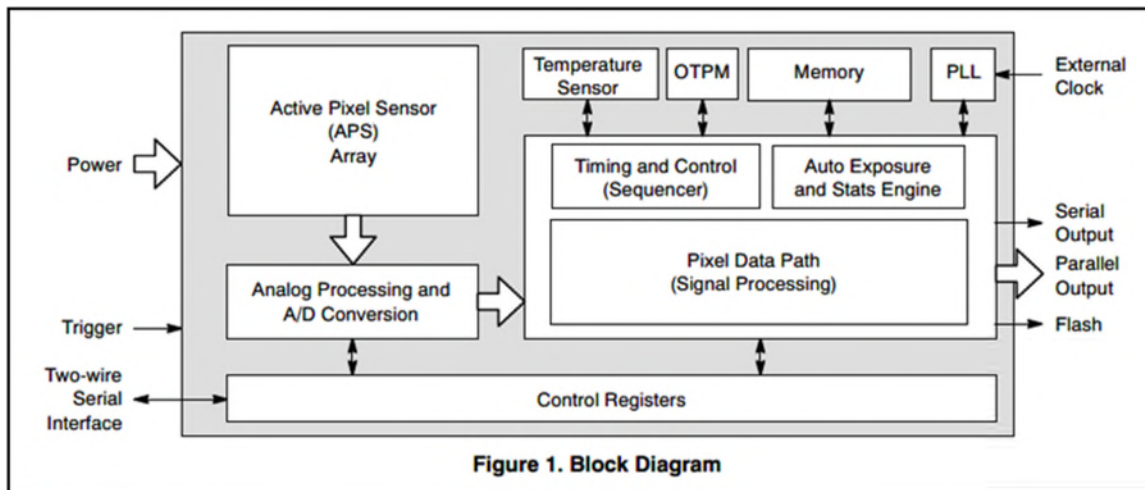 Power
Trigger
Two-wire
Serial
Interface
Active Pixel Sensor
(APS)
Array
Analog Processing and
A/D Conversion
Temperature
Sensor
OTPM
Memory
PLL
External
Clock
Timing and Control
(Sequencer)
Auto Exposure
and Stats Engine
Pixel Data Path
(Signal Processing)
Serial
Output
Parallel
Output
Flash
Control Registers
Figure 1. Block Diagram